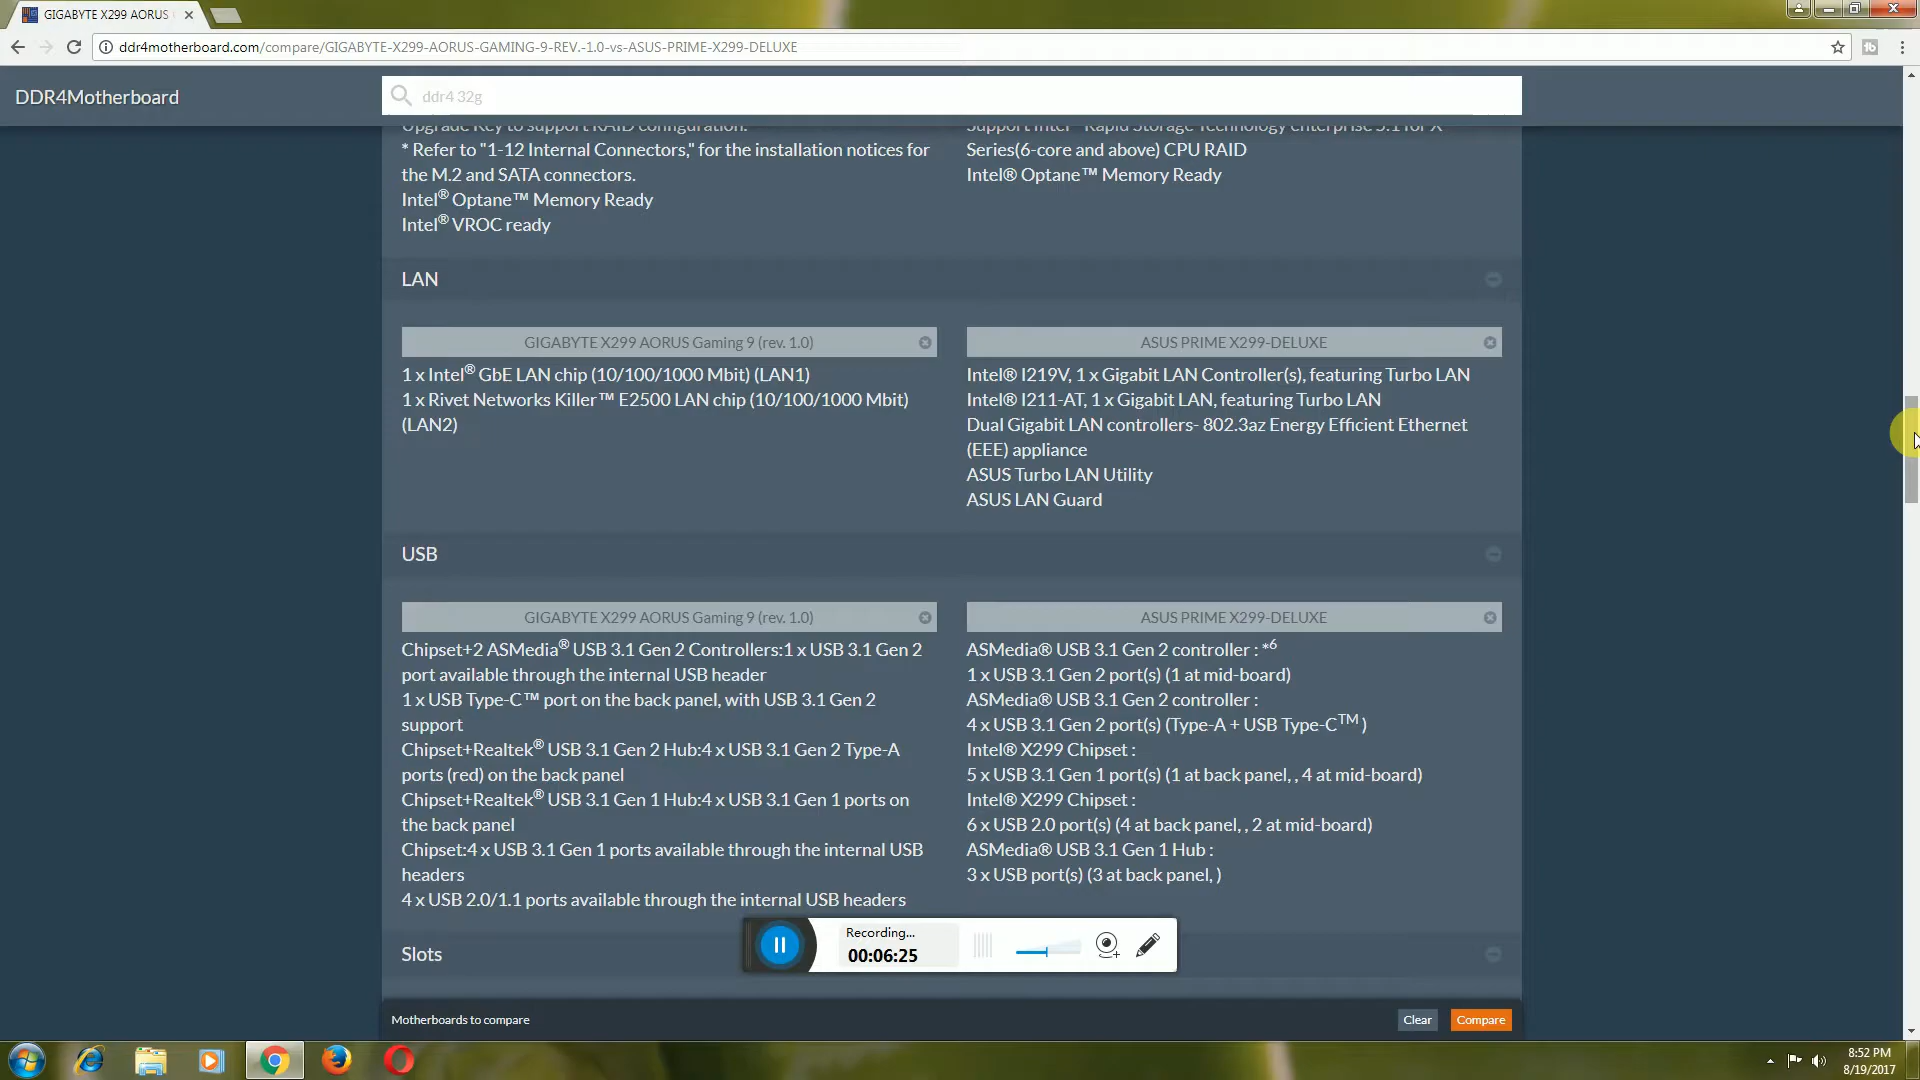 GIGABYTE X299 AORUS
ddr4motherboard.com/compare/GIGABYTE-X299-AORUS-GAMING-9-REV.-1.0-vs-ASUS-PRIME-X299-DELUXE
DDR4Motherboard
ddr4 32g
Upgrade Key to support RAID configuration.
* Refer to "1-12 Internal Connectors," for the installation notices for
the M.2 and SATA connectors.
Intel® Optane™ Memory Ready
Intel® VROC ready
Support Intel® Rapid Storage Technology enterprise 5.1 for X
Series(6-core and above) CPU RAID
Intel® Optane™ Memory Ready
LAN
GIGABYTE X299 AORUS Gaming 9 (rev. 1.0)
1 x Intel® GbE LAN chip (10/100/1000 Mbit) (LAN1)
1 x Rivet Networks Killer™ E2500 LAN chip (10/100/1000 Mbit)
(LAN2)
ASUS PRIME X299-DELUXE
Intel® I219V, 1 x Gigabit LAN Controller(s), featuring Turbo LAN
Intel® I211-AT, 1 x Gigabit LAN, featuring Turbo LAN
Dual Gigabit LAN controllers- 802.3az Energy Efficient Ethernet
(EEE) appliance
ASUS Turbo LAN Utility
ASUS LAN Guard
USB
GIGABYTE X299 AORUS Gaming 9 (rev. 1.0)
Chipset+2 ASMedia® USB 3.1 Gen 2 Controllers:1 x USB 3.1 Gen 2
port available through the internal USB header
1 x USB Type-C™ port on the back panel, with USB 3.1 Gen 2
support
Chipset+Realtek® USB 3.1 Gen 2 Hub:4 x USB 3.1 Gen 2 Type-A
ports (red) on the back panel
Chipset+Realtek® USB 3.1 Gen 1 Hub:4 x USB 3.1 Gen 1 ports on
the back panel
Chipset:4 x USB 3.1 Gen 1 ports available through the internal USB
headers
4 x USB 2.0/1.1 ports available through the internal USB headers
ASUS PRIME X299-DELUXE
ASMedia® USB 3.1 Gen 2 controller : *6
1 x USB 3.1 Gen 2 port(s) (1 at mid-board)
ASMedia® USB 3.1 Gen 2 controller :
4 x USB 3.1 Gen 2 port(s) (Type-A + USB Type-C™ )
Intel® X299 Chipset :
5 x USB 3.1 Gen 1 port(s) (1 at back panel, , 4 at mid-board)
Intel® X299 Chipset :
6 x USB 2.0 port(s) (4 at back panel, , 2 at mid-board)
ASMedia® USB 3.1 Gen 1 Hub :
3 x USB port(s) (3 at back panel, )
Slots
Recording...
00:06:25
Motherboards to compare
Clear
Compare
8:52 PM
8/19/2017